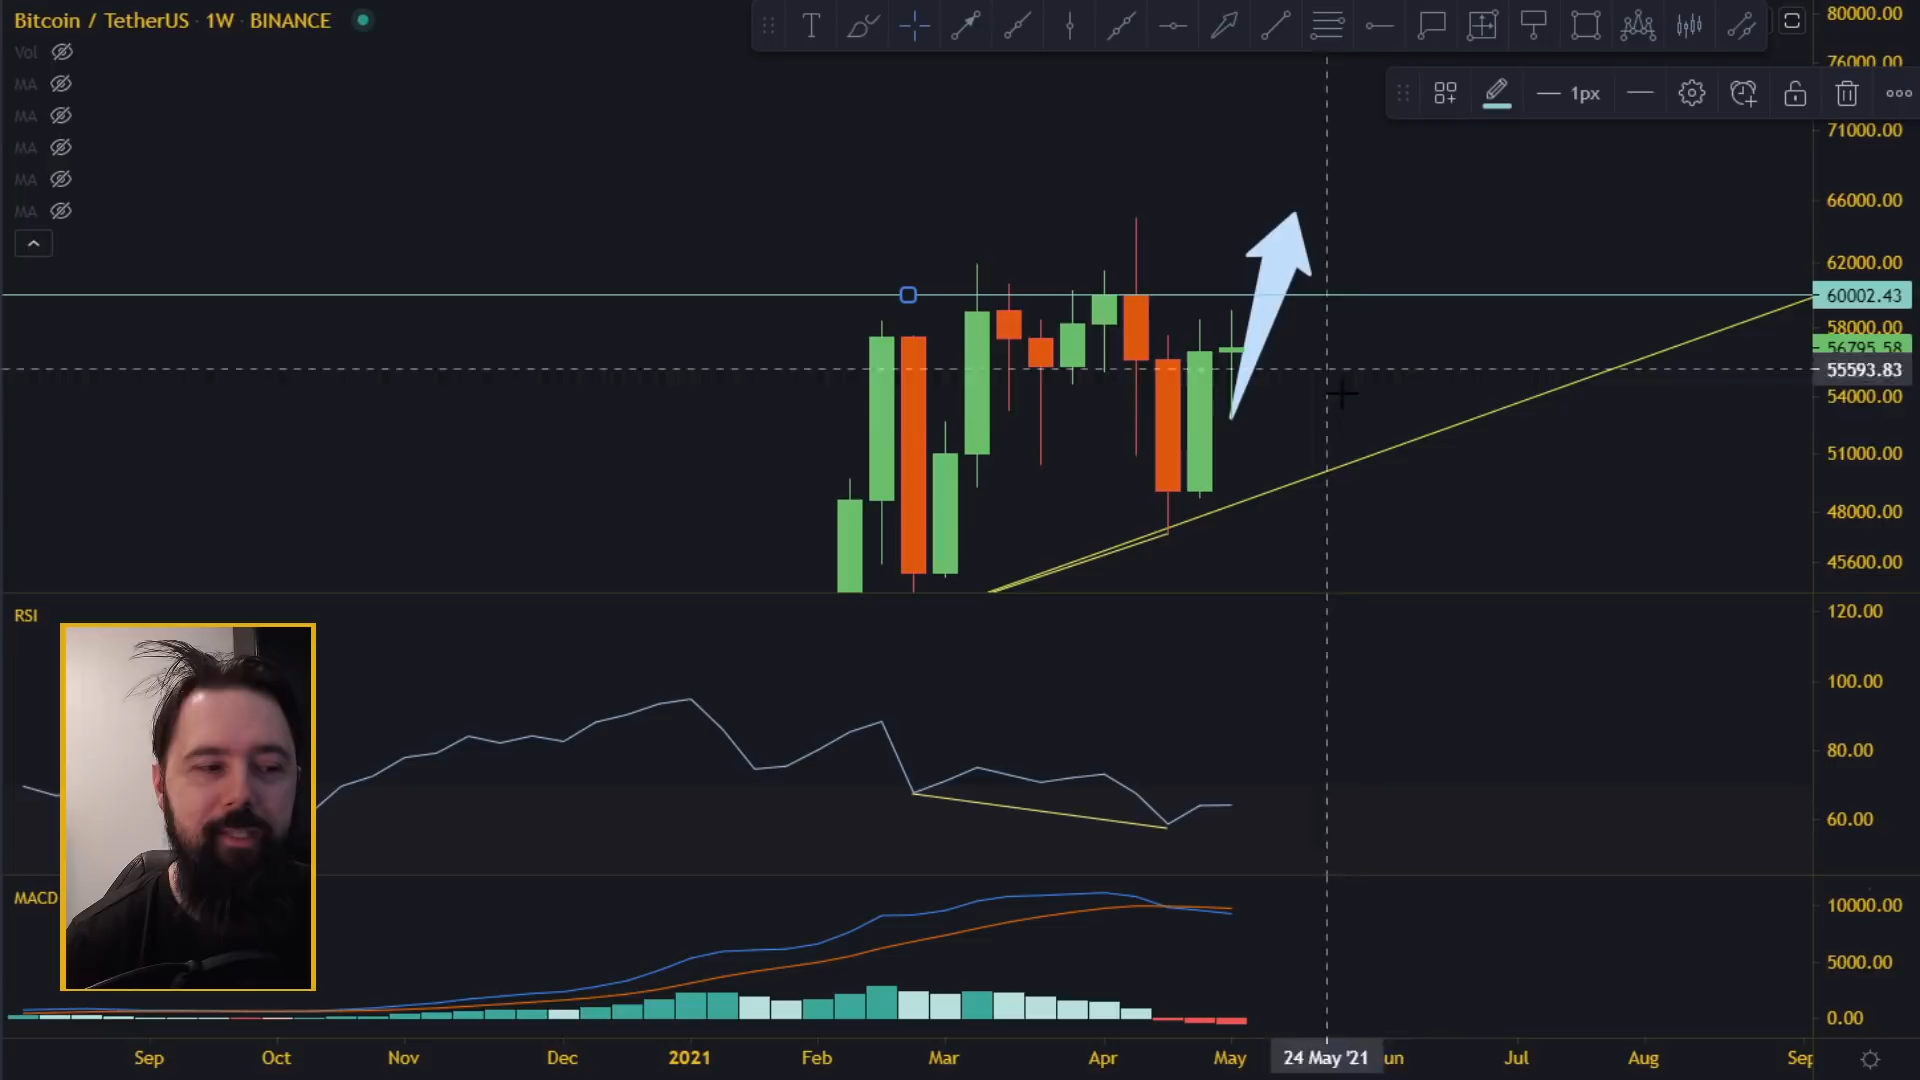 Bitcoin / TetherUS · 1W · BINANCE
Vol
MA
MA
MA
MA
MA
T
1px
80000.00
76000.00
71000.00
66000.00
62000.00
60002.43
58000.00
56795.58
55593.83
54000.00
51000.00
48000.00
45600.00
RSI
120.00
100.00
80.00
60.00
MACD
10000.00
5000.00
0.00
Sep
Oct
Nov
Dec
2021
Feb
Mar
Apr
May
24 May '21
un
Jul
Aug
Sep